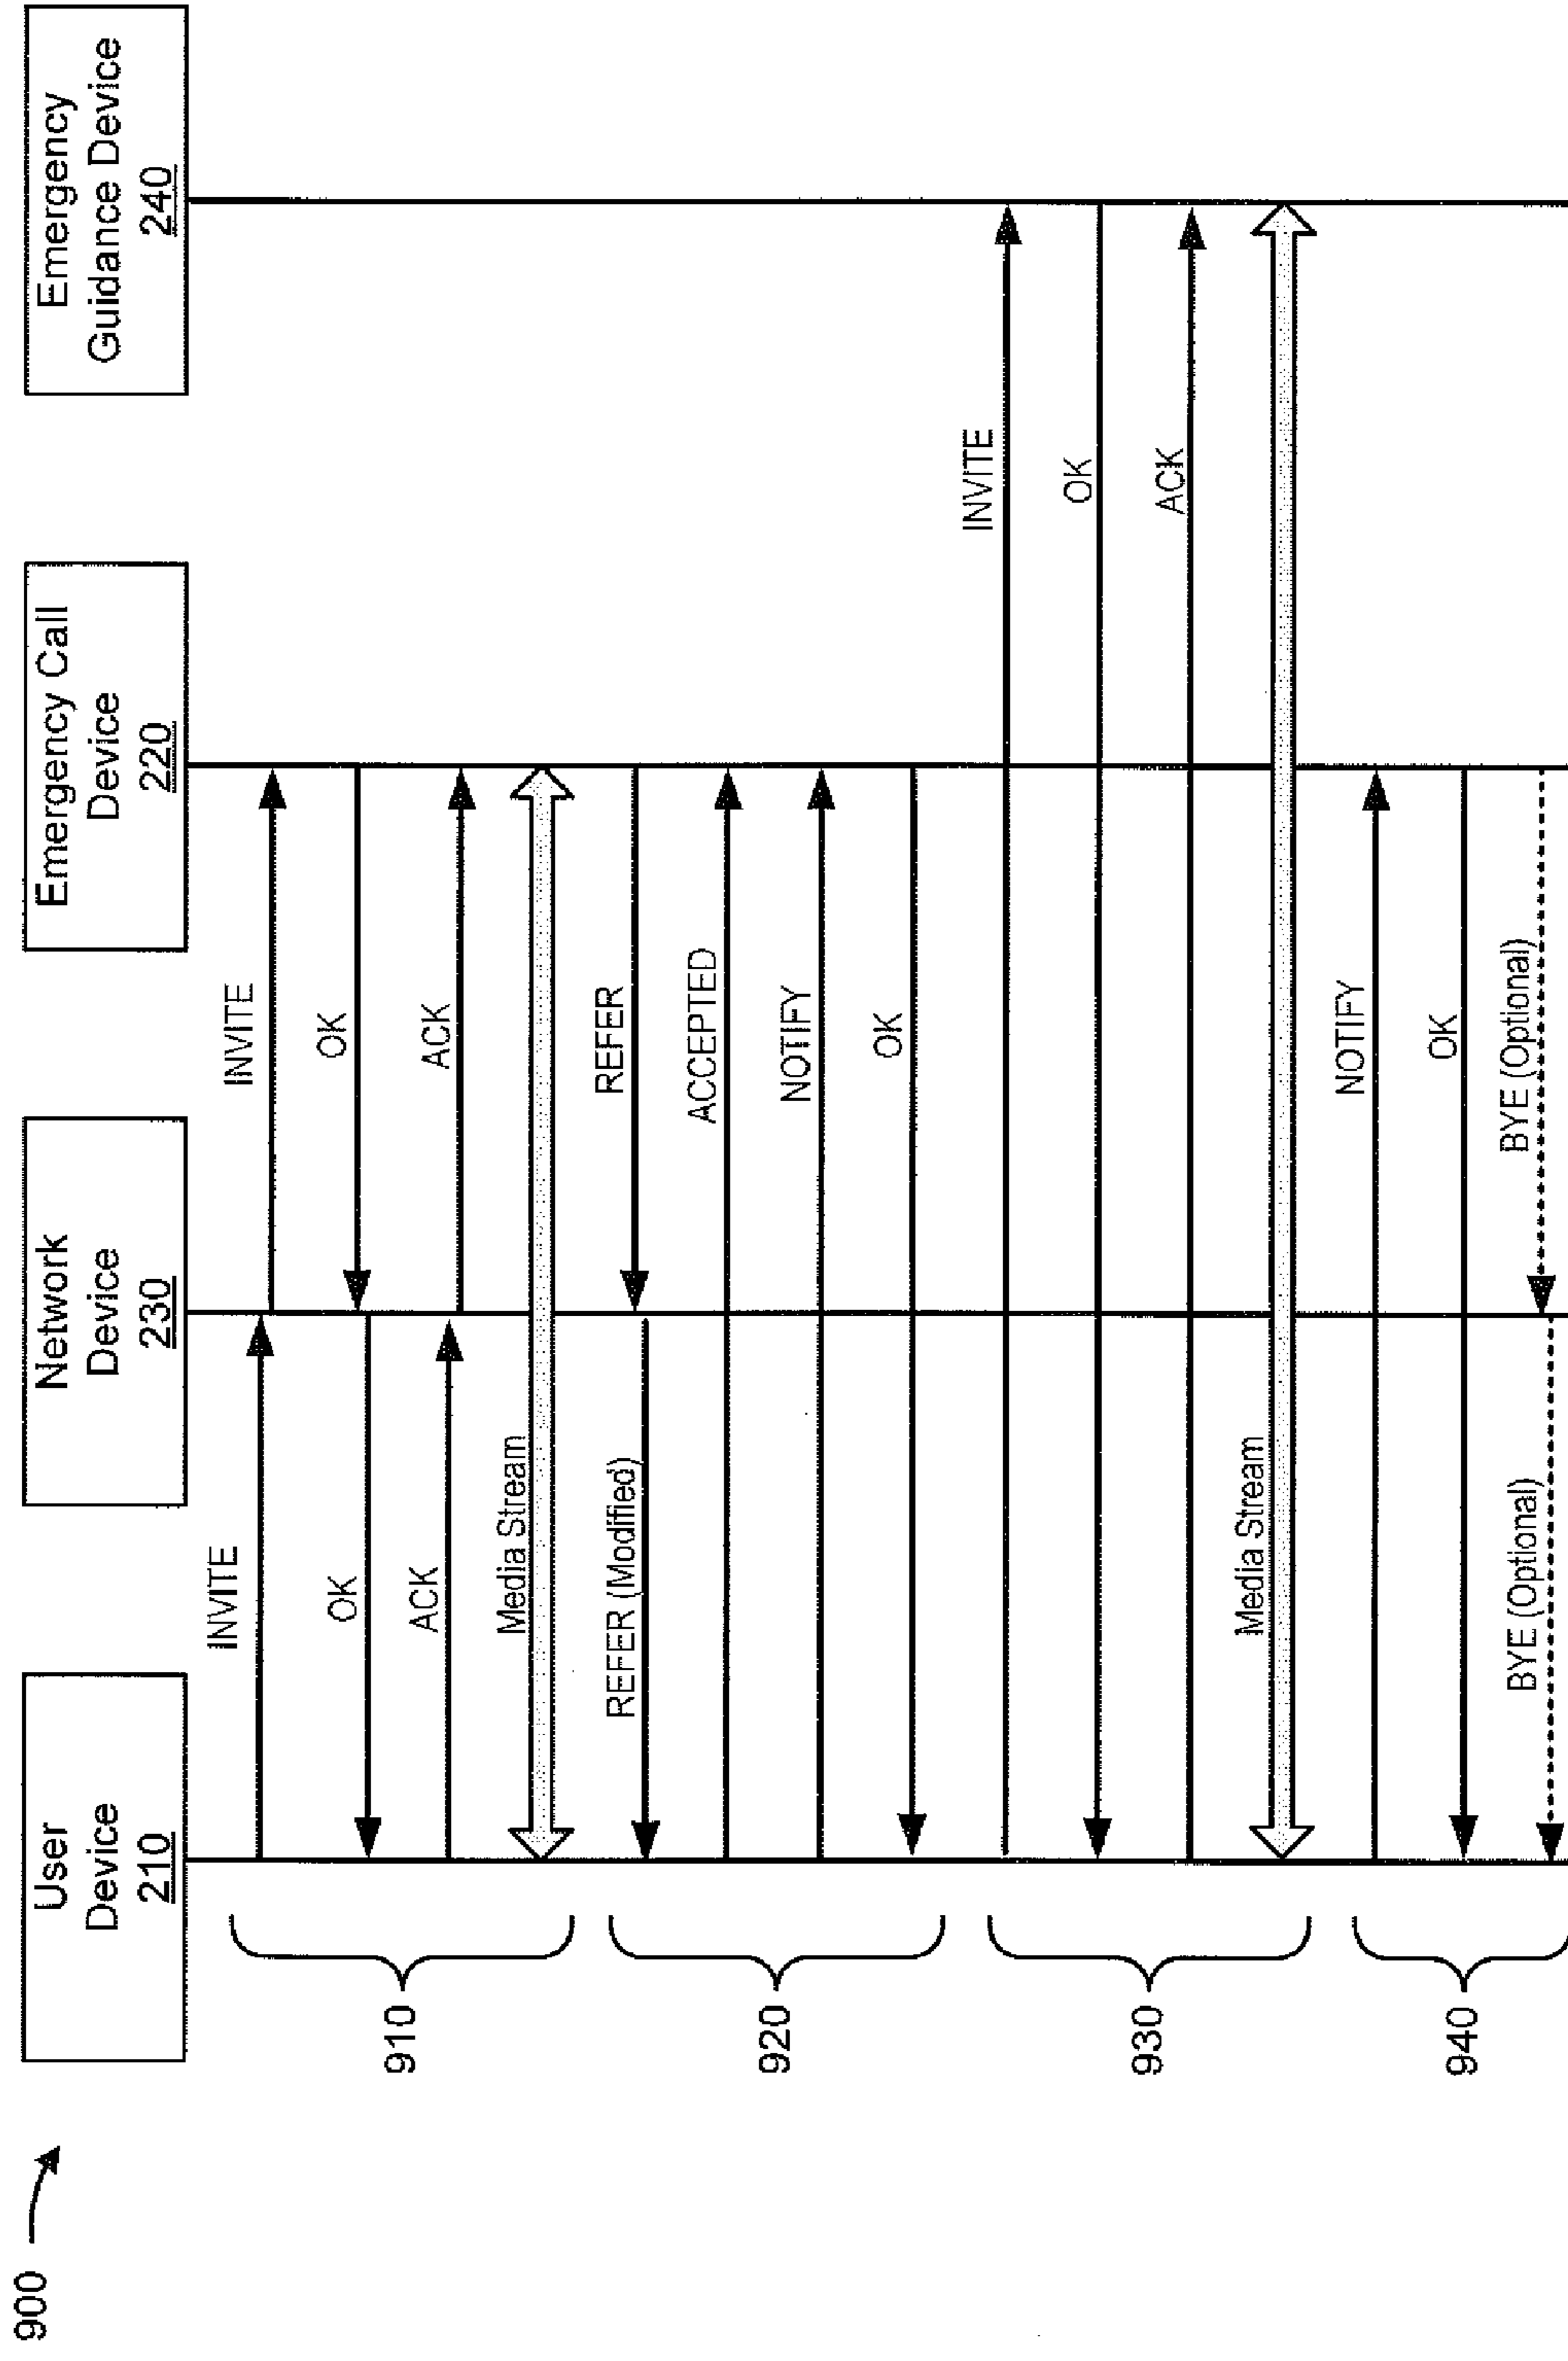 900
User
Device
210
Network
Device
230
Emergency Call
Device
220
Emergency
Guidance Device
240
910
INVITE
INVITE
OK
OK
ACK
ACK
Media Stream
920
REFER
REFER (Modified)
ACCEPTED
NOTIFY
OK
930
INVITE
OK
ACK
Media Stream
940
NOTIFY
OK
BYE (Optional)
BYE (Optional)